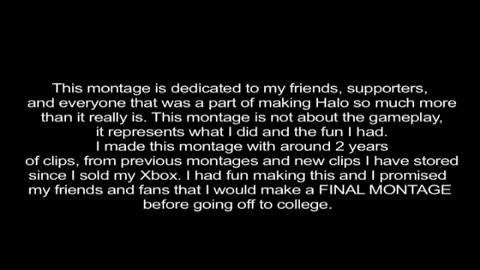 This montage is dedicated to my friends, supporters,
and everyone that was a part of making Halo so much more
than it really is. This montage is not about the gameplay,
it represents what I did and the fun I had.
I made this montage with around 2 years
of clips, from previous montages and new clips I have stored
since I sold my Xbox. I had fun making this and I promised
my friends and fans that I would make a FINAL MONTAGE
before going off to college.